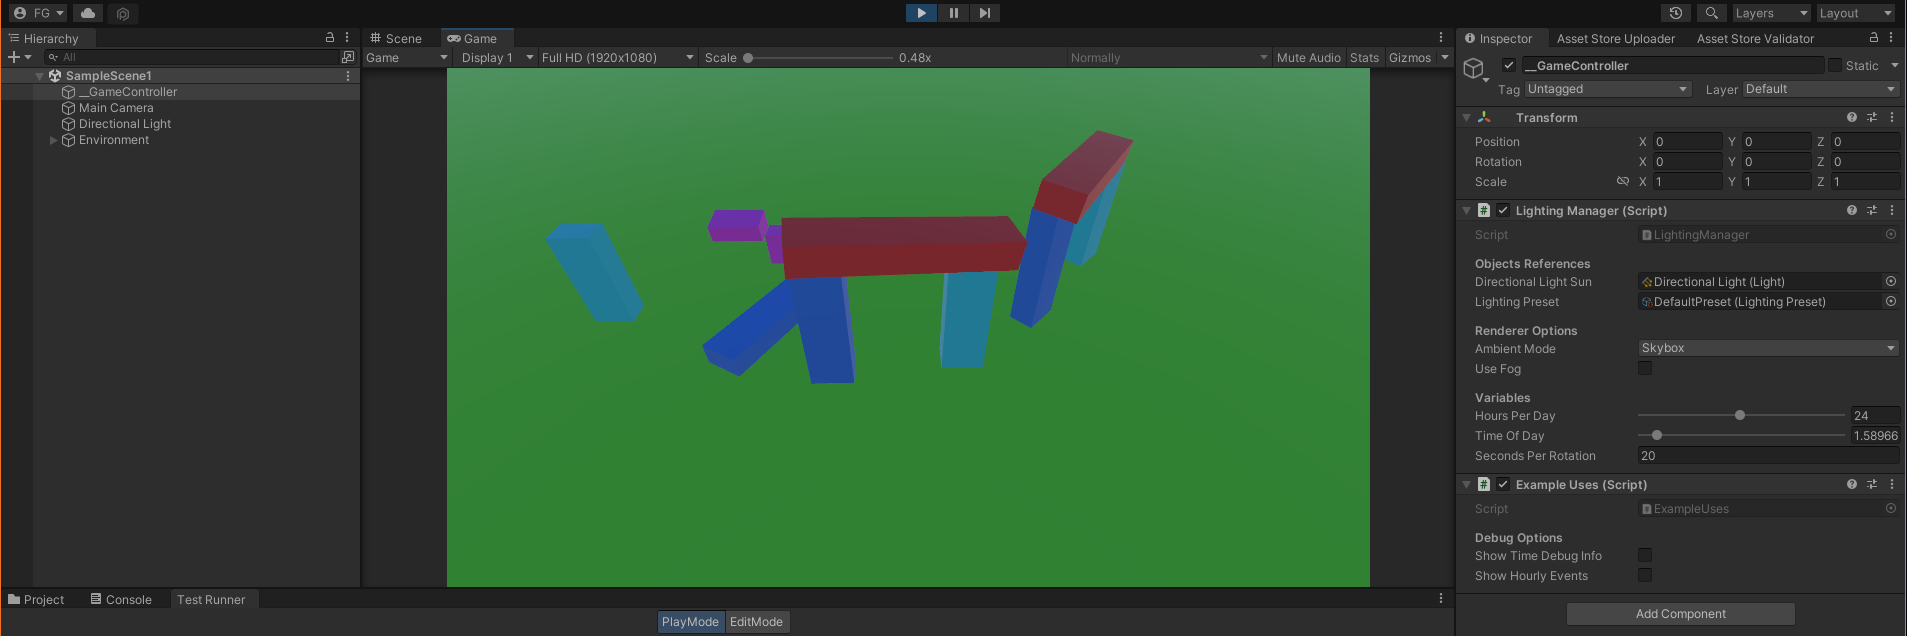 FG
Layers
Layout
Hierarchy
All
SampleScene1
__GameController
Main Camera
Directional Light
Environment
Scene
Game
Game
Display 1
Full HD (1920x1080)
Scale
0.48x
Normally
Mute Audio
Stats
Gizmos
Inspector
Asset Store Uploader
Asset Store Validator
__GameController
Static
Tag
Untagged
Layer
Default
Transform
Position X 0 Y 0 Z 0
Rotation X 0 Y 0 Z 0
Scale X 1 Y 1 Z 1
# Lighting Manager (Script)
Script LightingManager
Objects References
Directional Light Sun Directional Light (Light)
Lighting Preset DefaultPreset (Lighting Preset)
Renderer Options
Ambient Mode Skybox
Use Fog
Variables
Hours Per Day 24
Time Of Day 1.58966
Seconds Per Rotation 20
# Example Uses (Script)
Script ExampleUses
Debug Options
Show Time Debug Info
Show Hourly Events
Add Component
Project
Console
Test Runner
PlayMode
EditMode